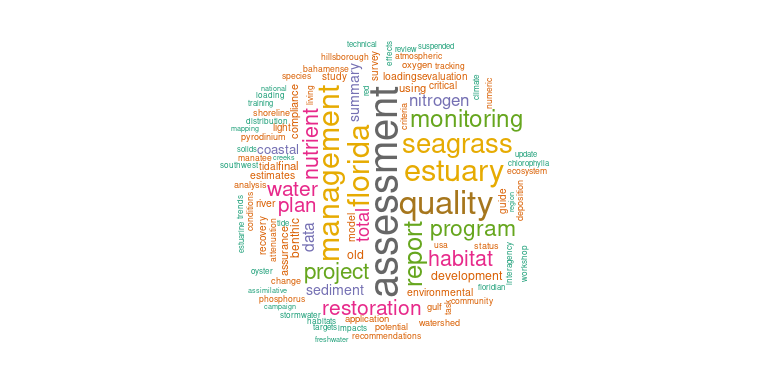 technical
effects
review
suspended
hillsborough
atmospheric
bahamense
survey
oxygen
tracking
species
study
summary
red
loadings
evaluation
national
living
using
critical
climate
numeric
loading
training
compliance
management
florida
assessment
nitrogen
shoreline
nutrient
criteria
monitoring
distribution
mapping
light
pyrodinium
seagrass
solids
coastal
update
manatee
creeks
chlorophylla
southwest
tidal
final
estuary
ecosystem
estimates
analysis
water
quality
guide
region
deposition
conditions
river
plan
total
model
trends
tide
data
report
program
estuarine
recovery
attenuation
benthic
assurance
old
usa
status
interagency
workshop
habitat
oyster
project
change
development
assimilative
sediment
environmental
floridian
phosphorus
campaign
restoration
gulf
task
community
stormwater
habitats
application
watershed
targets
impacts
potential
freshwater
recommendations